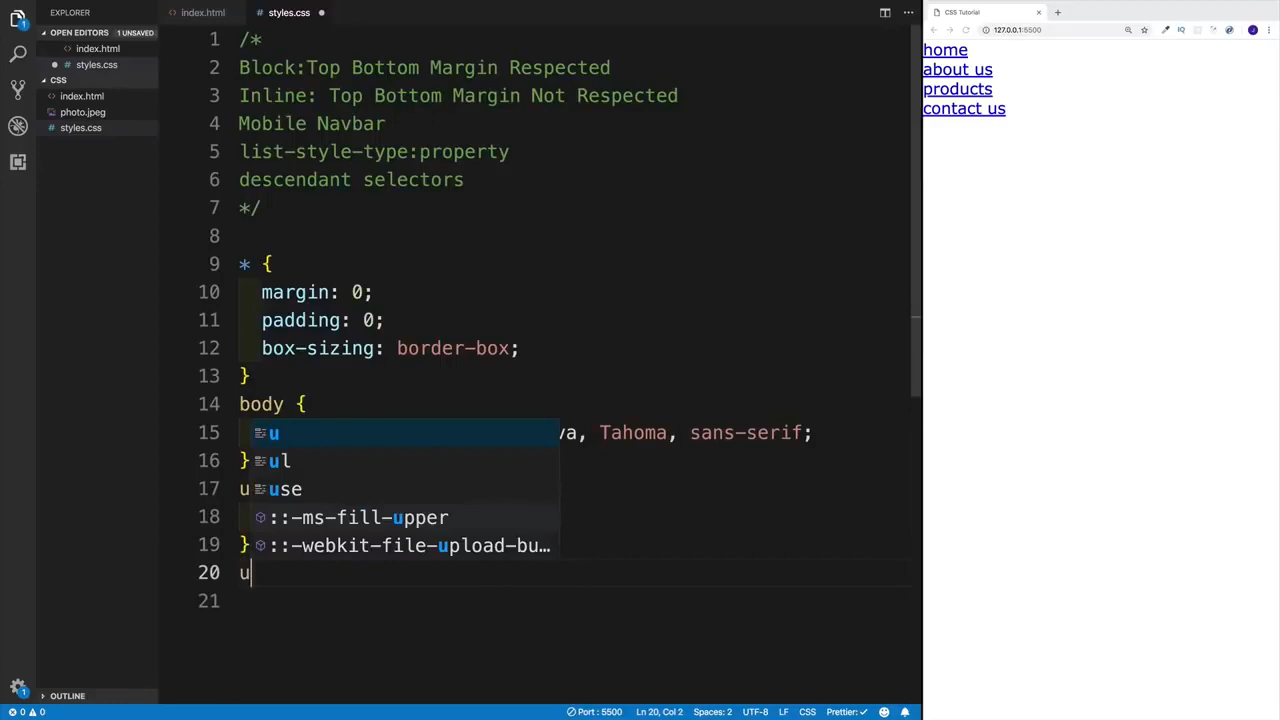 EXPLORER
OPEN EDITORS 1 UNSAVED
index.html
styles.css
CSS
index.html
photo.jpeg
styles.css
OUTLINE
index.html
styles.css
1 /*
2 Block:Top Bottom Margin Respected
3 Inline: Top Bottom Margin Not Respected
4 Mobile Navbar
5 list-style-type:property
6 descendant selectors
7 */
8
9 * {
10 margin: 0;
11 padding: 0;
12 box-sizing: border-box;
13 }
14 body {
15 va, Tahoma, sans-serif;
16 }
17 u
18
19 }
20 u
21
u
ul
use
::-ms-fill-upper
::-webkit-file-upload-bu…
0 0 Port : 5500 Ln 20, Col 2 Spaces: 2 UTF-8 LF CSS Prettier: ✓
CSS Tutorial
127.0.0.1:5500
home
about us
products
contact us